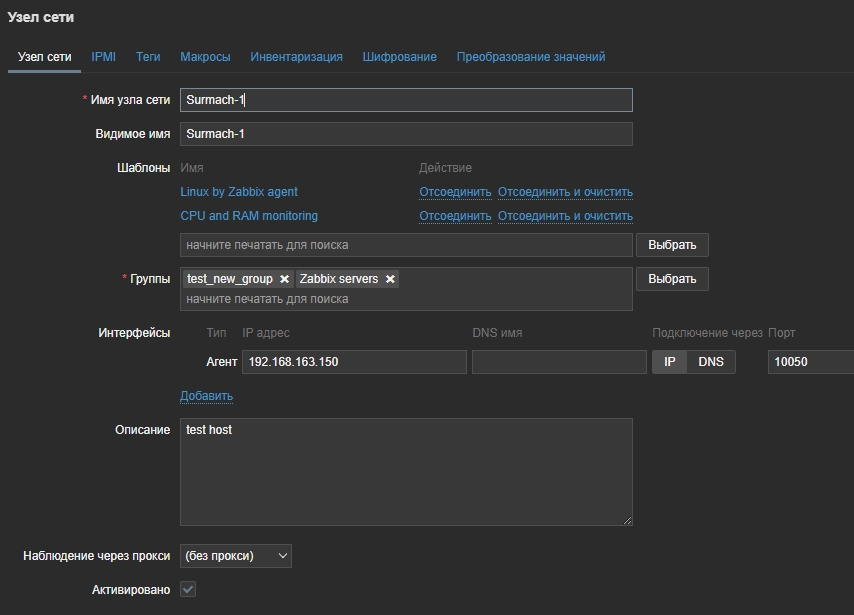 Узел сети
Узел сети IPMI Теги Макросы Инвентаризация Шифрование Преобразование значений
* Имя узла сети Surmach-1
Видимое имя Surmach-1
Шаблоны Имя Действие
Linux by Zabbix agent Отсоединить Отсоединить и очистить
CPU and RAM monitoring Отсоединить Отсоединить и очистить
начните печатать для поиска Выбрать
* Группы test_new_group Zabbix servers Выбрать
начните печатать для поиска
Интерфейсы Тип IP адрес DNS имя Подключение через Порт
Агент 192.168.163.150 IP DNS 10050
Добавить
Описание test host
Наблюдение через прокси (без прокси)
Активировано